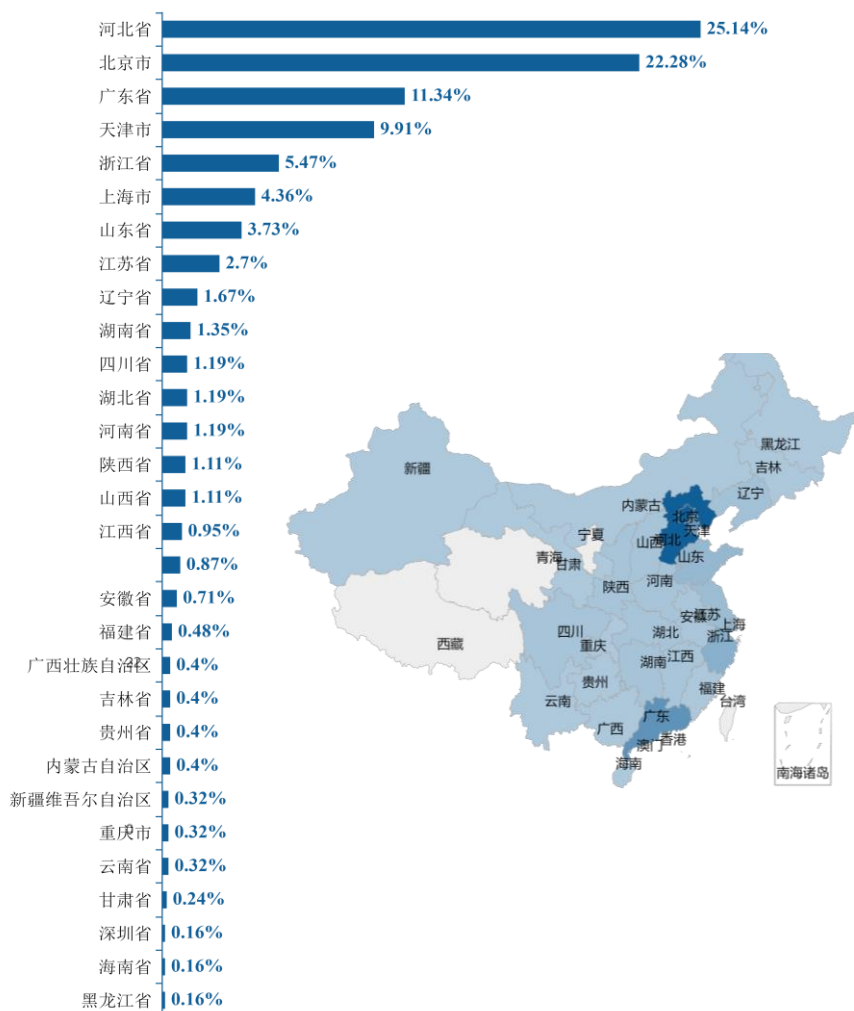 河北省 25.14%
北京市 22.28%
广东省 11.34%
天津市 9.91%
浙江省 5.47%
上海市 4.36%
山东省 3.73%
江苏省 2.7%
辽宁省 1.67%
湖南省 1.35%
四川省 1.19%
湖北省 1.19%
河南省 1.19%
陕西省 1.11%
山西省 1.11%
江西省 0.95%
0.87%
安徽省 0.71%
福建省 0.48%
广西壮族自治区 0.4%
吉林省 0.4%
贵州省 0.4%
内蒙古自治区 0.4%
新疆维吾尔自治区 0.32%
重庆市 0.32%
云南省 0.32%
甘肃省 0.24%
深圳省 0.16%
海南省 0.16%
黑龙江省 0.16%
黑龙江
吉林
新疆
辽宁
内蒙古
北京
天津
宁夏
河北
山西
青海
甘肃
山东
河南
陕西
安徽
江苏
上海
四川
湖北
浙江
重庆
西藏
湖南
江西
贵州
福建
云南
台湾
广东
广西
香港
澳门
海南
南海诸岛